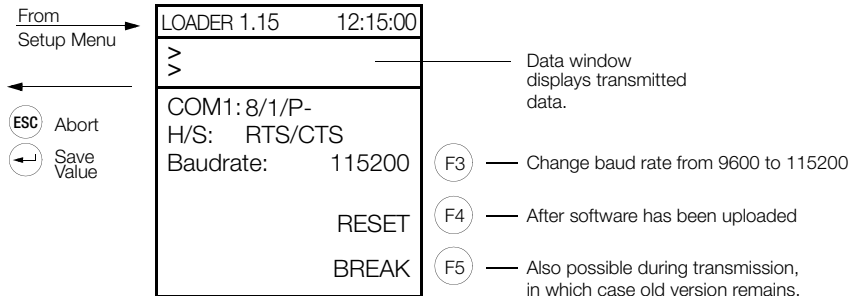 From
Setup Menu
LOADER 1.15 12:15:00
>
>
Data window
displays transmitted
data.
ESC Abort
Save
Value
COM1: 8/1/P-
H/S: RTS/CTS
Baudrate: 115200
F3 Change baud rate from 9600 to 115200
RESET
F4 After software has been uploaded
BREAK
F5 Also possible during transmission,
in which case old version remains.